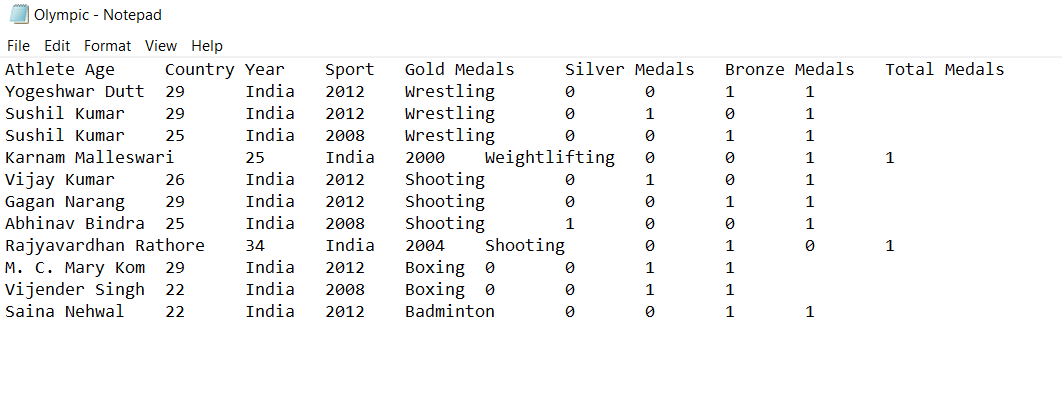 Olympic - Notepad
File Edit Format View Help
Athlete Age Country Year Sport Gold Medals Silver Medals Bronze Medals Total Medals
Yogeshwar Dutt 29 India 2012 Wrestling 0 0 1 1
Sushil Kumar 29 India 2012 Wrestling 0 1 0 1
Sushil Kumar 25 India 2008 Wrestling 0 0 1 1
Karnam Malleswari 25 India 2000 Weightlifting 0 0 1 1
Vijay Kumar 26 India 2012 Shooting 0 1 0 1
Gagan Narang 29 India 2012 Shooting 0 0 1 1
Abhinav Bindra 25 India 2008 Shooting 1 0 0 1
Rajyavardhan Rathore 34 India 2004 Shooting 0 1 0 1
M. C. Mary Kom 29 India 2012 Boxing 0 0 1 1
Vijender Singh 22 India 2008 Boxing 0 0 1 1
Saina Nehwal 22 India 2012 Badminton 0 0 1 1